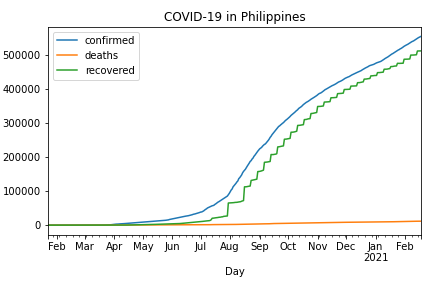 COVID-19 in Philippines
confirmed
deaths
recovered
500000
400000
300000
200000
100000
0
Feb Mar Apr May Jun Jul Aug Sep Oct Nov Dec Jan Feb
2021
Day